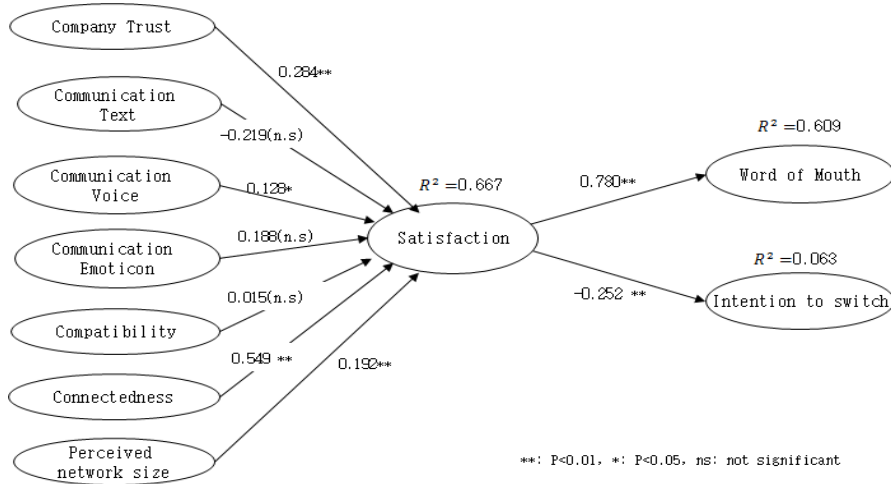 Company Trust
0.284**
Communication
Text
-0.219(n.s)
R² =0.609
Communication
Voice
0.128*
R² =0.667
0.780**
Word of Mouth
Communication
Emoticon
0.188(n.s)
Satisfaction
R² =0.063
Compatibility
0.015(n.s)
-0.252 **
Intention to switch
Connectedness
0.549 **
0.192**
Perceived
network size
**: P<0.01, *: P<0.05, ns: not significant